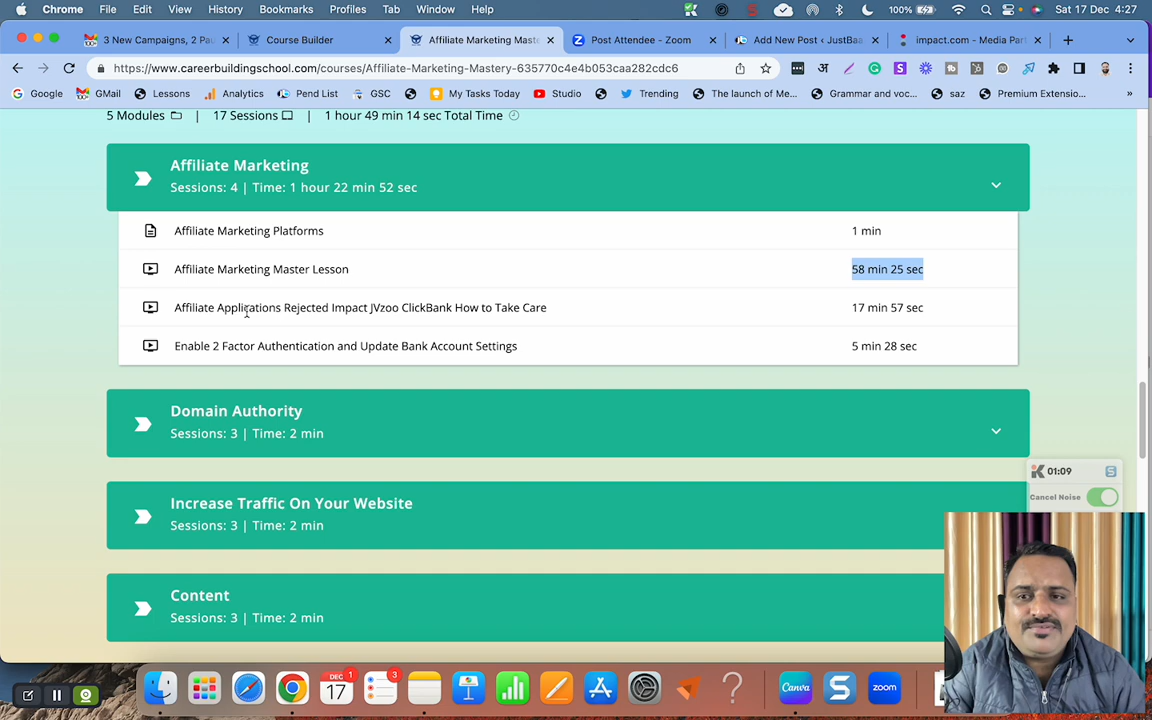 Chrome File Edit View History Bookmarks Profiles Tab Window Help 100% Sat 17 Dec 4:27
3 New Campaigns, 2 Pau Course Builder Affiliate Marketing Maste Post Attendee - Zoom Add New Post ‹ JustBaa impact.com - Media Part
https://www.careerbuildingschool.com/courses/Affiliate-Marketing-Mastery-635770c4e4b053caa282cdc6 अ
Google GMail Lessons Analytics Pend List GSC My Tasks Today Studio Trending The launch of Me... Grammar and voc... saz Premium Extensio... »
5 Modules | 17 Sessions | 1 hour 49 min 14 sec Total Time
Affiliate Marketing
Sessions: 4 | Time: 1 hour 22 min 52 sec
Affiliate Marketing Platforms 1 min
Affiliate Marketing Master Lesson 58 min 25 sec
Affiliate Applications Rejected Impact JVzoo ClickBank How to Take Care 17 min 57 sec
Enable 2 Factor Authentication and Update Bank Account Settings 5 min 28 sec
Domain Authority
Sessions: 3 | Time: 2 min
01:09
Cancel Noise
Increase Traffic On Your Website
Sessions: 3 | Time: 2 min
Content
Sessions: 3 | Time: 2 min
DEC 1 3
17 Canva S zoom